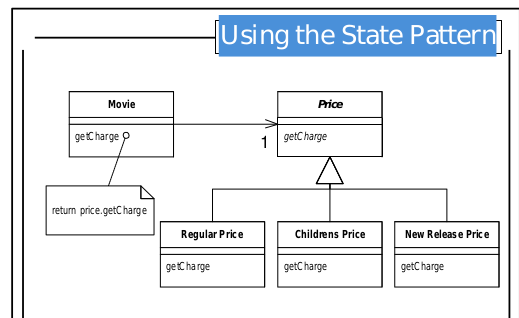 Using the State Pattern
Movie
Price
getCharge
getCharge
1
return price.getCharge
Regular Price
Childrens Price
New Release Price
getCharge
getCharge
getCharge